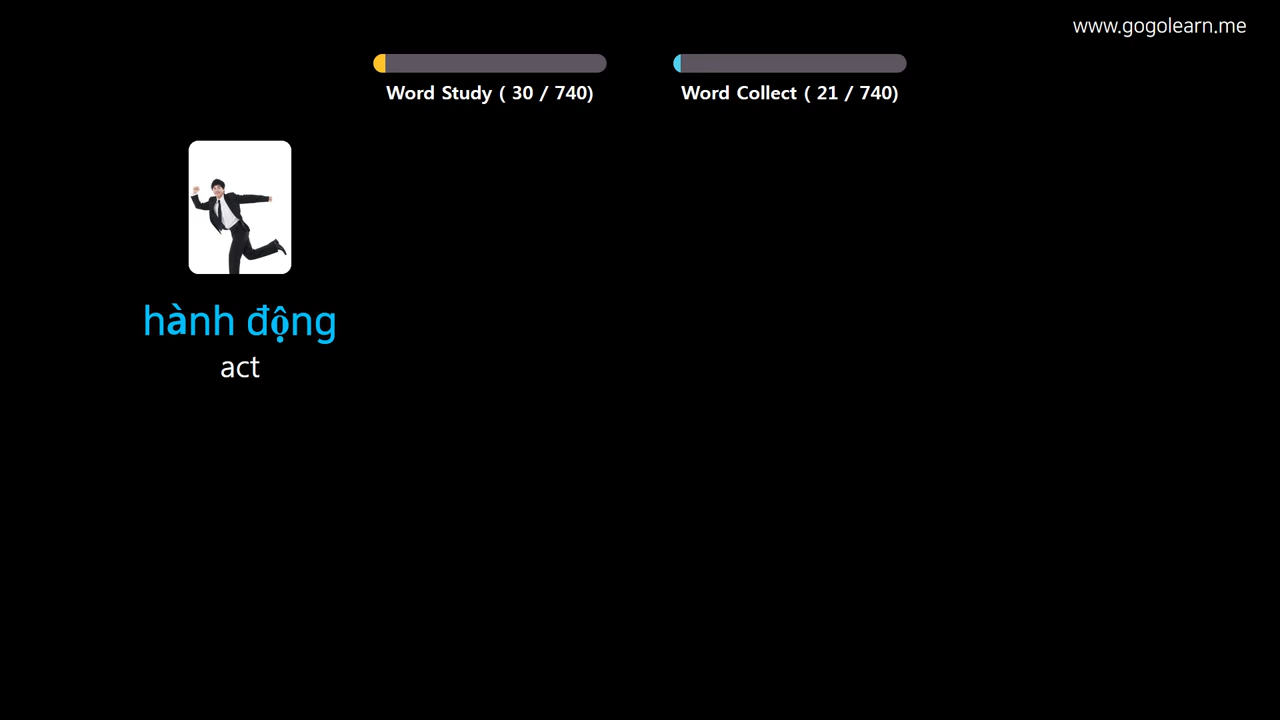 www.gogolearn.me
Word Study ( 30 / 740)
Word Collect ( 21 / 740)
hành động
act